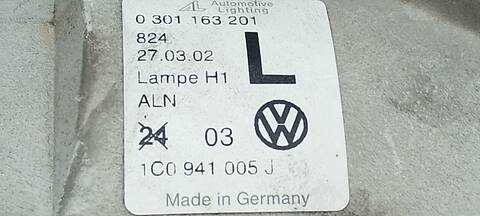 AL Automotive
Lighting
0 301 163 201
824
27.03.02
Lampe H1
L
ALN
24 03
1C0 941 005 J
Made in Germany